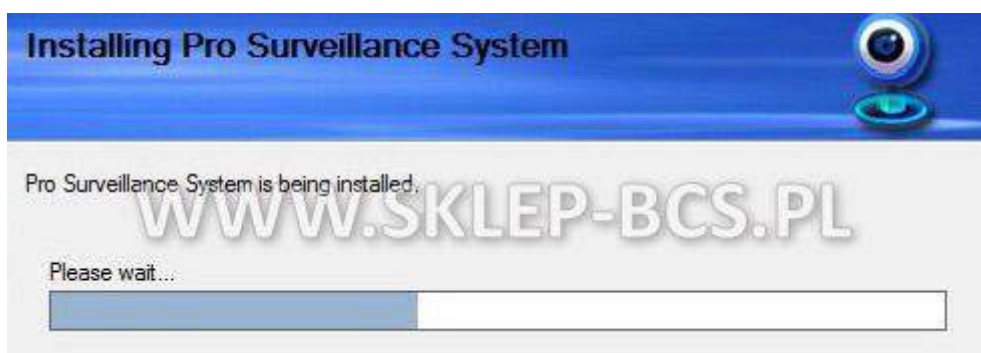 Installing Pro Surveillance System
Pro Surveillance System is being installed.
WWW.SKLEP-BCS.PL
Please wait...